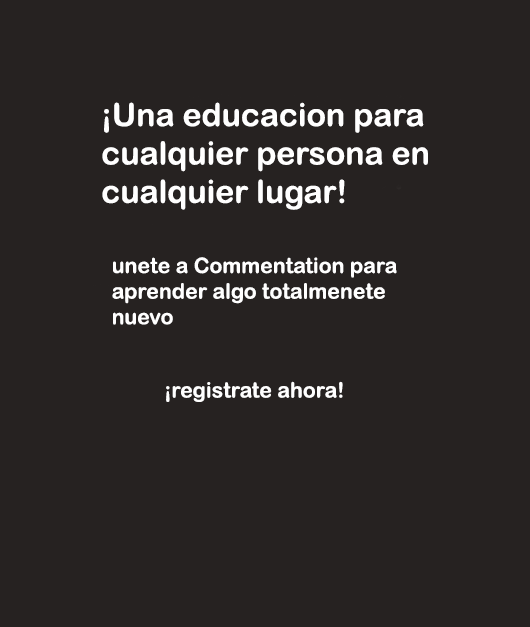 ¡Una educacion para
cualquier persona en
cualquier lugar!
unete a Commentation para
aprender algo totalmenete
nuevo
¡registrate ahora!